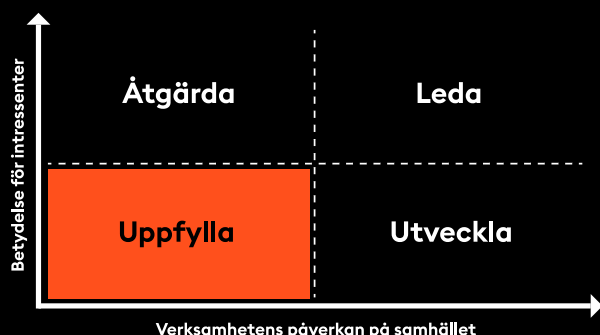 Betydelse för intressenter
Åtgärda
Leda
Uppfylla
Utveckla
Verksamhetens påverkan på samhället